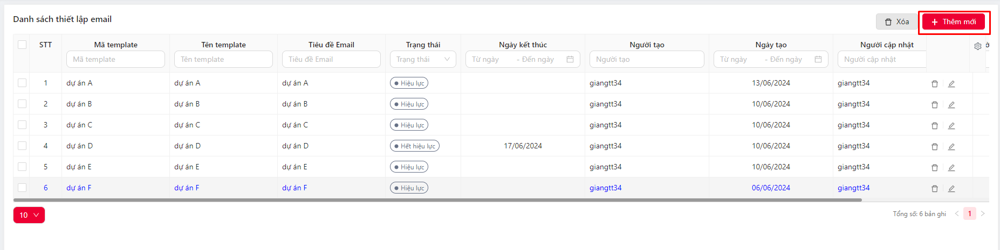 Danh sách thiết lập email
Xóa
Thêm mới
STT Mã template Tên template Tiêu đề Email Trạng thái Ngày kết thúc Người tạo Ngày tạo Người cập nhật
Mã template Tên template Tiêu đề Email Trạng thái Từ ngày - Đến ngày Người tạo Từ ngày - Đến ngày Người cập nhật
1 dự án A dự án A dự án A Hiệu lực giangtt34 13/06/2024 giangtt34
2 dự án B dự án B dự án B Hiệu lực giangtt34 10/06/2024 giangtt34
3 dự án C dự án C dự án C Hiệu lực giangtt34 10/06/2024 giangtt34
4 dự án D dự án D dự án D Hết hiệu lực 17/06/2024 giangtt34 10/06/2024 giangtt34
5 dự án E dự án E dự án E Hiệu lực giangtt34 10/06/2024 giangtt34
6 dự án F dự án F dự án F Hiệu lực giangtt34 06/06/2024 giangtt34
10
Tổng số: 6 bản ghi < 1 >